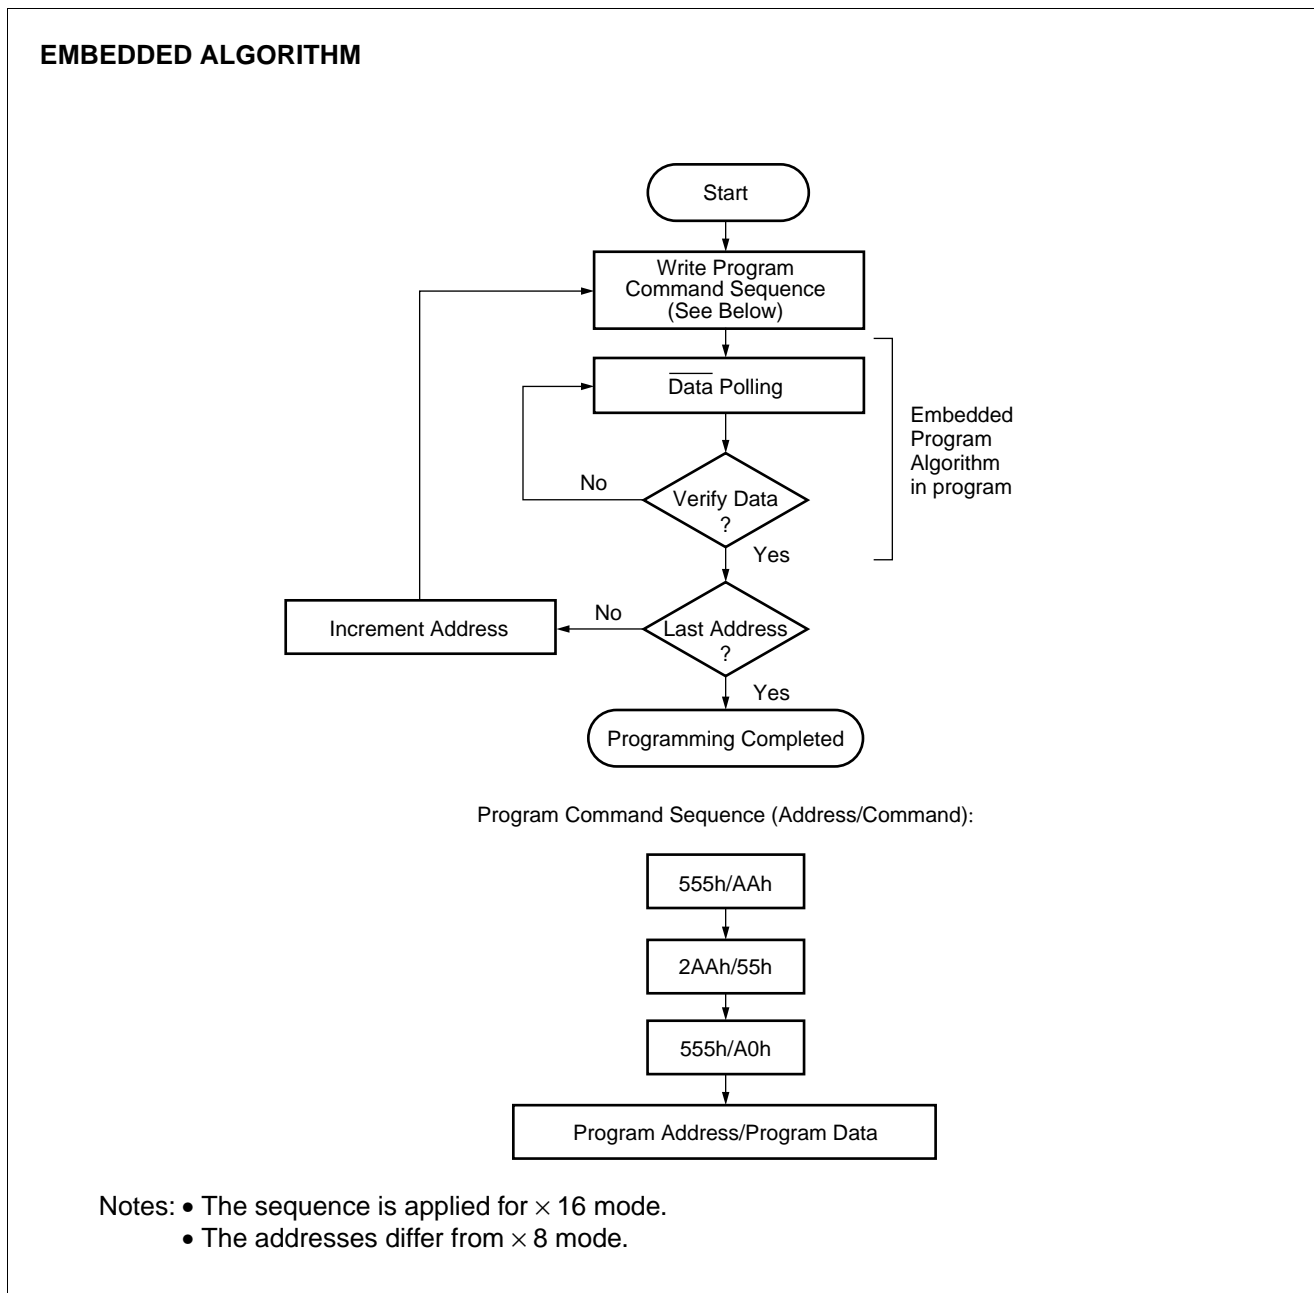 EMBEDDED ALGORITHM
Start
Write Program
Command Sequence
(See Below)
Data Polling
Embedded
Program
Algorithm
in program
No
Verify Data
?
Yes
Increment Address
No
Last Address
?
Yes
Programming Completed
Program Command Sequence (Address/Command):
555h/AAh
2AAh/55h
555h/A0h
Program Address/Program Data
Notes: • The sequence is applied for × 16 mode.
• The addresses differ from × 8 mode.